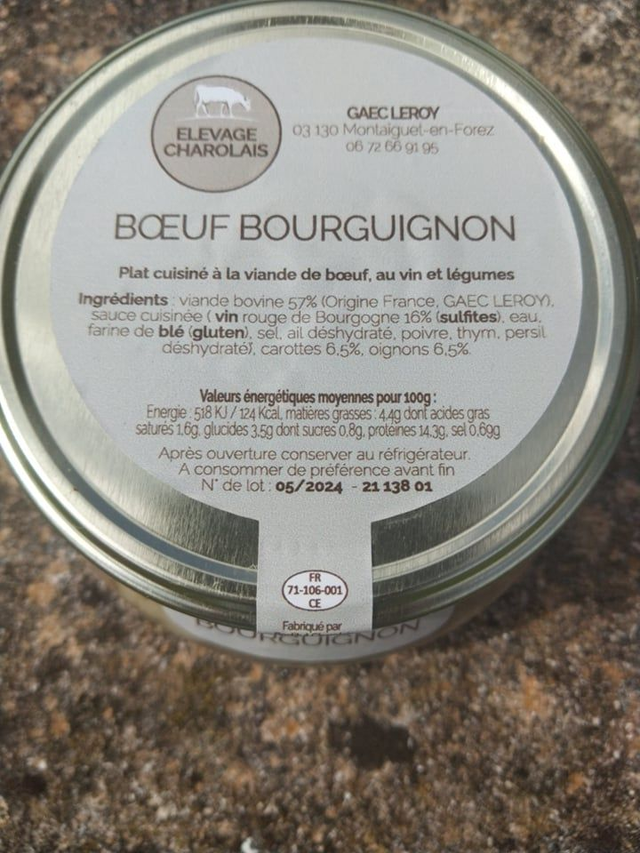 ELEVAGE
CHAROLAIS
GAEC LEROY
03 130 Montaiguet-en-Forez
06 72 66 91 95
BŒUF BOURGUIGNON
Plat cuisiné à la viande de bœuf, au vin et légumes
Ingrédients : viande bovine 57% (Origine France, GAEC LEROY),
sauce cuisinée ( vin rouge de Bourgogne 16% (sulfites), eau,
farine de blé (gluten), sel, ail déshydraté, poivre, thym, persil
déshydraté), carottes 6,5%, oignons 6,5%.
Valeurs énergétiques moyennes pour 100g :
Energie : 518 KJ / 124 Kcal, matières grasses : 4,4g dont acides gras
saturés 1,6g, glucides 3,5g dont sucres 0,8g, protéines 14,3g, sel 0,69g
Après ouverture conserver au réfrigérateur.
A consommer de préférence avant fin
N° de lot : 05/2024 - 21 138 01
FR
71-106-001
CE
Fabriqué par
BOURGUIGNON